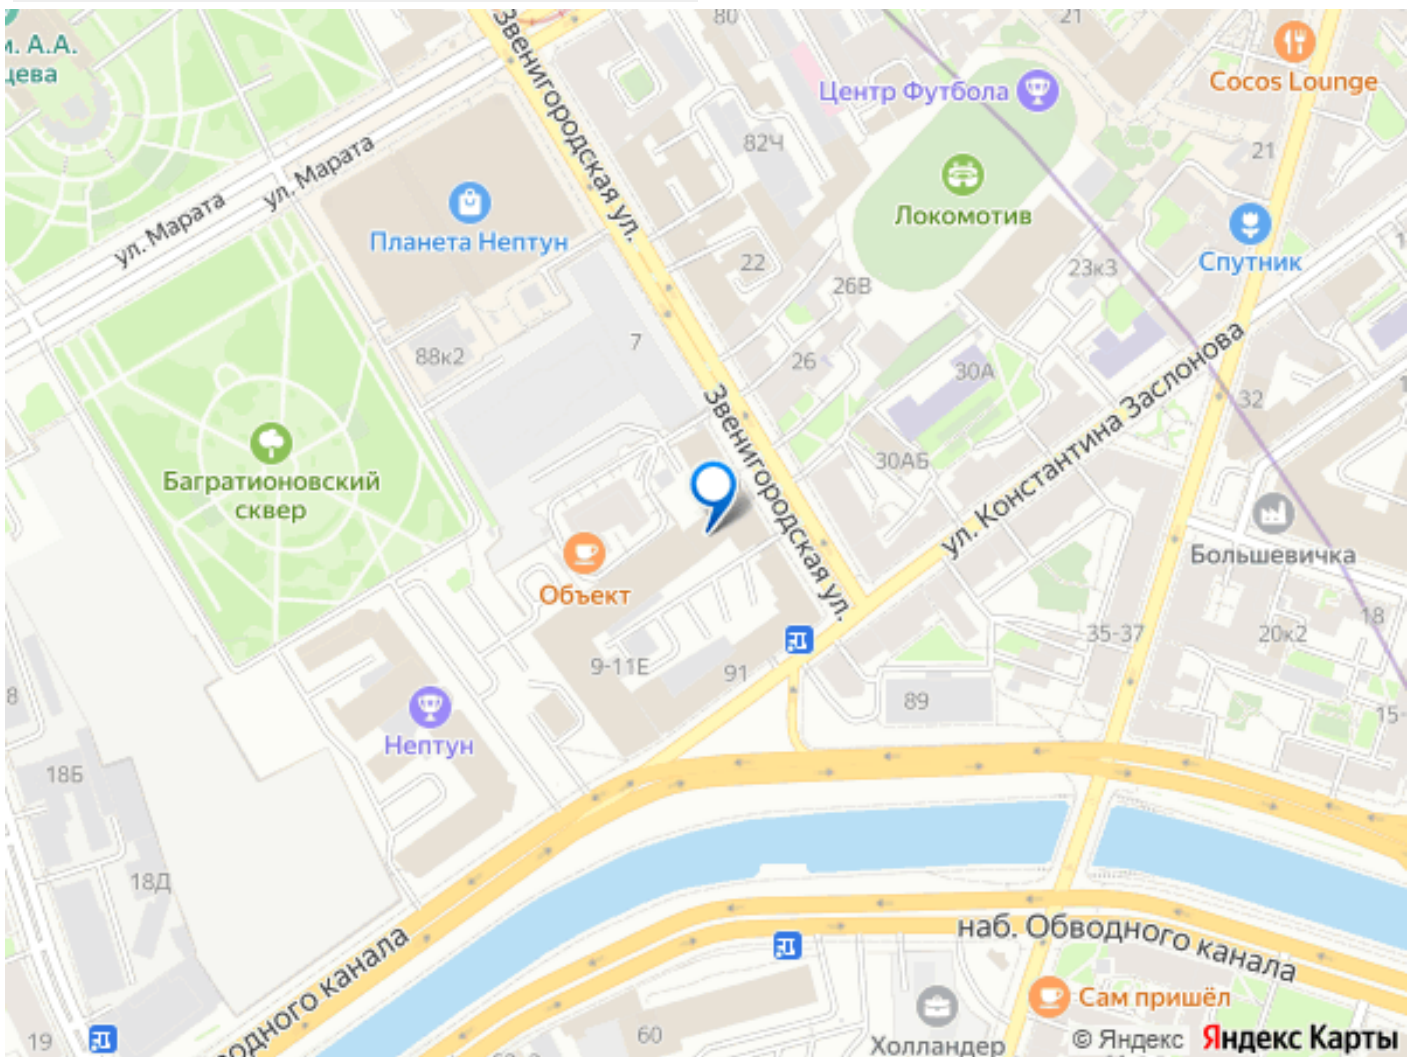 80
21
м. А.А.
цева
Cocos Lounge
Центр Футбола
Звенигородская ул.
82Ч
21
ул. Марата
ул. Марата
Планета Нептун
Локомотив
Спутник
22
26В
23к3
7
88к2
26
30А
32
Звенигородская ул.
ул. Константина Заслонова
30АБ
Багратионовский
сквер
Большевичка
Объект
18
35-37
20к2
9-11Е
91
89
8
15-
Нептун
18Б
18Д
наб. Обводного канала
водного канала
Сам пришёл
19
60
Холландер
© Яндекс Яндекс Карты